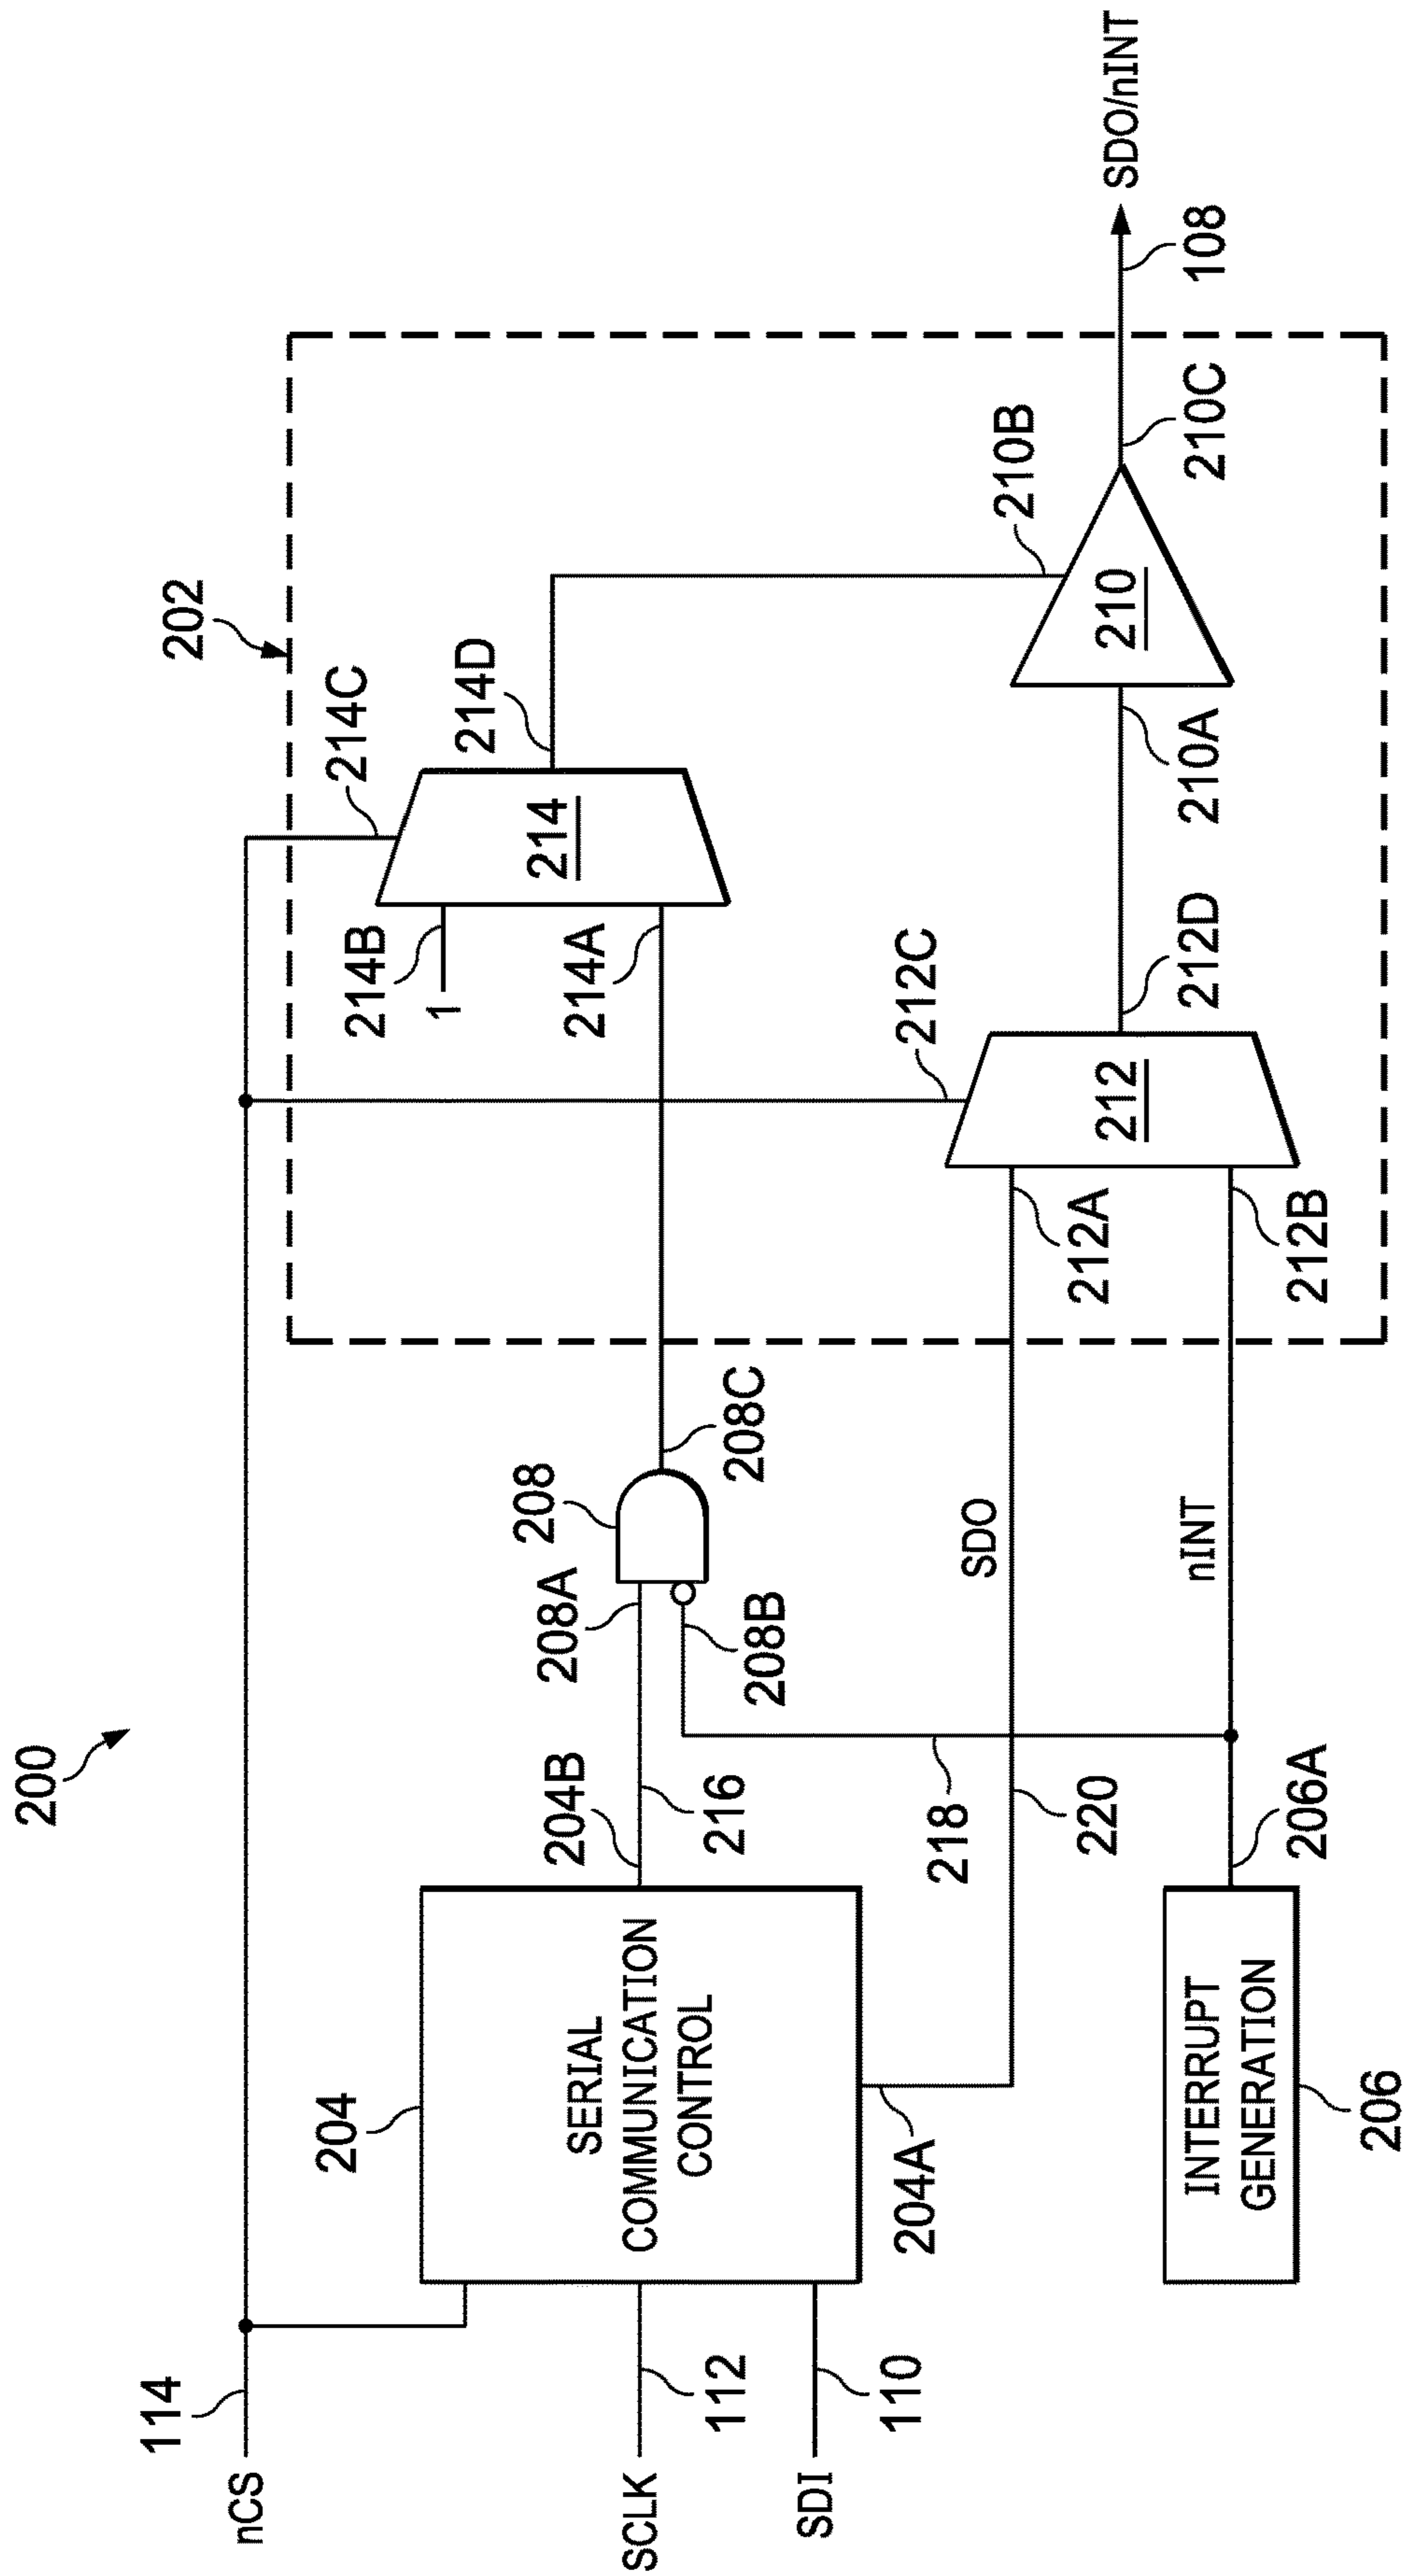 200
202
114
nCS
214C
204
214B
1
214
214D
208
208A
204B
216
SERIAL
COMMUNICATION
CONTROL
SCLK
112
214A
208C
208B
SDI
110
204A
218
SDO
220
212C
210B
nINT
212A
212
212D
210A
210
210C
108
SDO/nINT
INTERRUPT
GENERATION
206A
212B
206